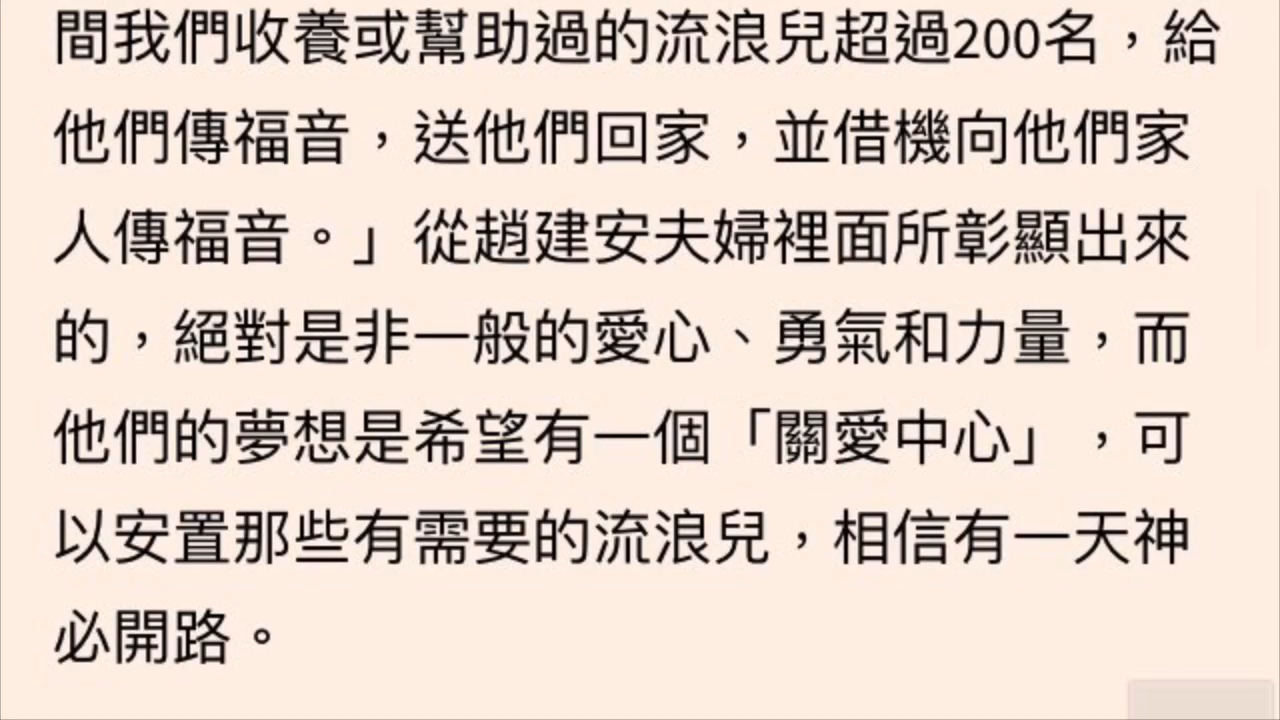 間我們收養或幫助過的流浪兒超過200名，給
他們傳福音，送他們回家，並借機向他們家
人傳福音。」從趙建安夫婦裡面所彰顯出來
的，絕對是非一般的愛心、勇氣和力量，而
他們的夢想是希望有一個「關愛中心」，可
以安置那些有需要的流浪兒，相信有一天神
必開路。